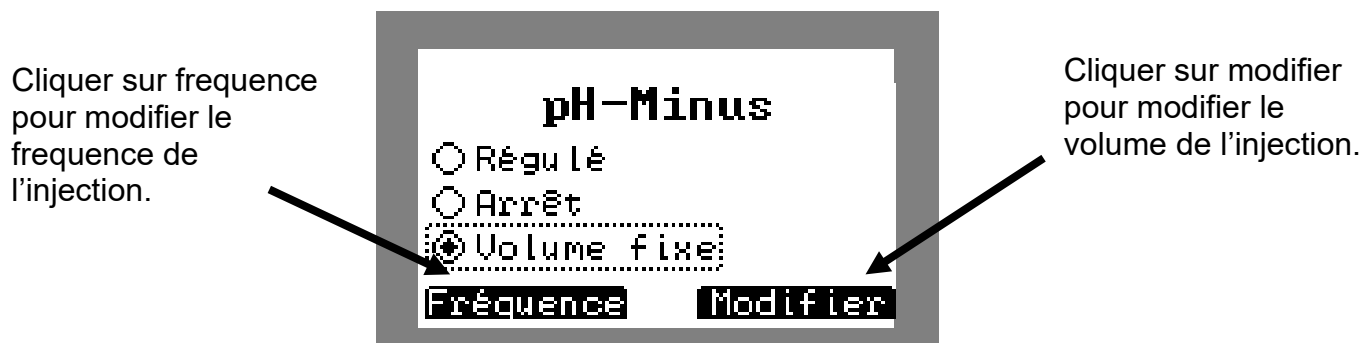 Cliquer sur frequence
pour modifier le
frequence de
l’injection.
pH-Minus
Régulé
Arrêt
Volume fixe
Fréquence
Modifier
Cliquer sur modifier
pour modifier le
volume de l’injection.